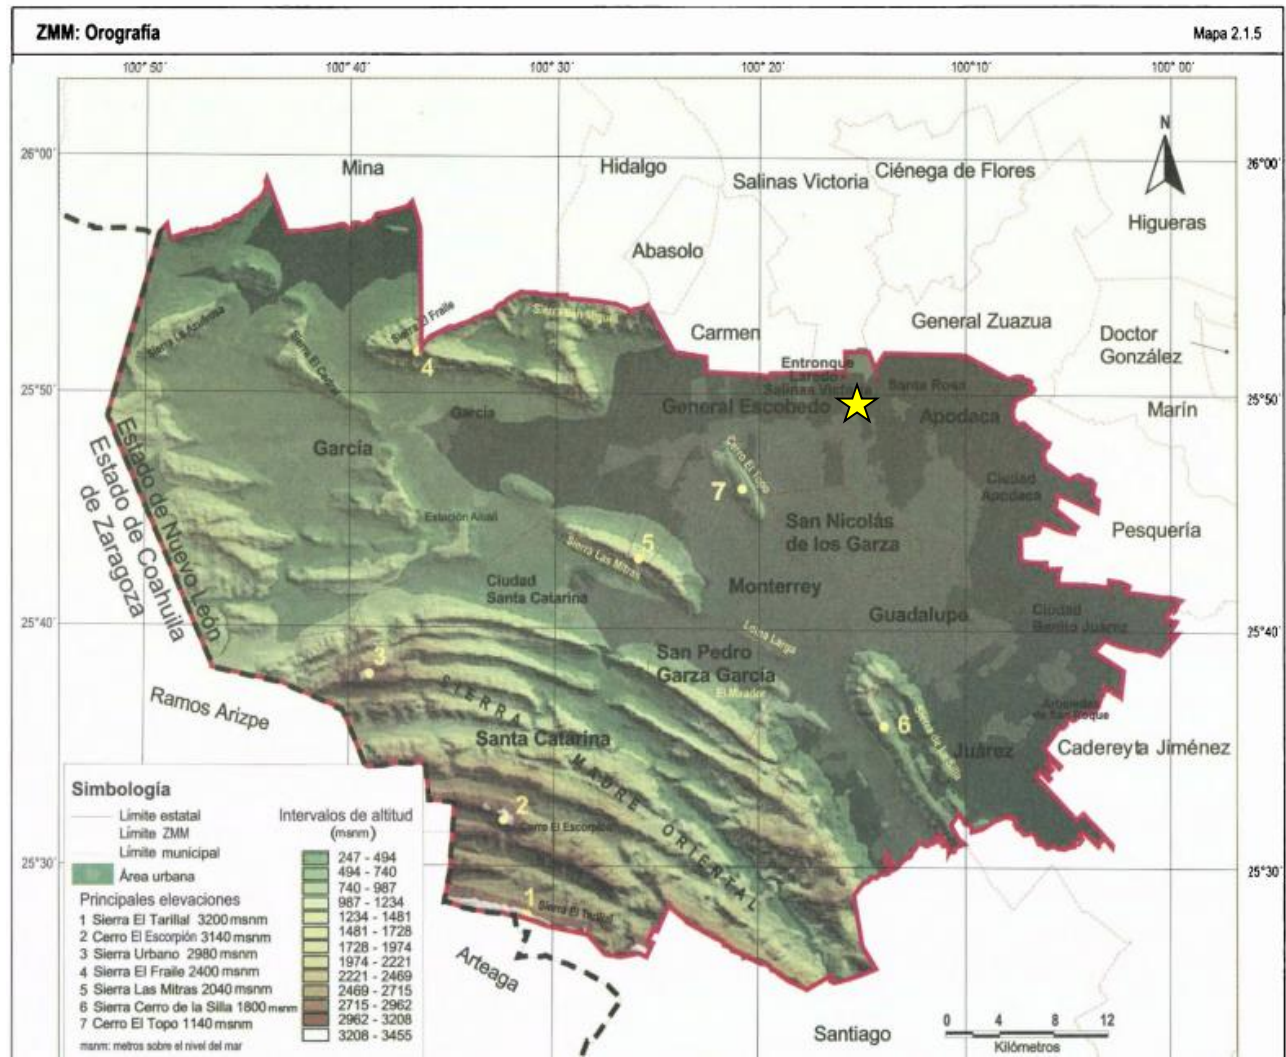 ZMM: Orografía
Mapa 2.1.5
100° 50'
100° 40'
100° 30'
100° 20'
100° 10'
100° 00'
N
26° 00'
26° 00'
Mina
Hidalgo
Salinas Victoria
Ciénega de Flores
Higueras
Abasolo
Carmen
General Zuazua
Doctor
González
Sierra El Fraile
4
Entronque
Laredo -
Salinas Victoria
Santa Rosa
25° 50'
25° 50'
General Escobedo
Apodaca
Marín
García
García
Cerro El Topo
7
Ciudad
Apodaca
Pesquería
San Nicolás
de los Garza
Estado de Nuevo León
Estado de Coahuila
de Zaragoza
5
Sierra Las Mitras
Ciudad
Santa Catarina
Monterrey
Guadalupe
Ciudad
Benito Juárez
25° 40'
25° 40'
Loma Larga
San Pedro
Garza García
El Mirador
3
Ramos Arizpe
SIERRA
MADRE
ORIENTAL
Santa Catarina
6
Juárez
Cadereyta Jiménez
2
Cerro El Escorpión
1
Sierra El Tarillal
25° 30'
25° 30'
Arteaga
Santiago
Simbología
Límite estatal
Límite ZMM
Límite municipal
Área urbana
Principales elevaciones
1 Sierra El Tarillal 3200 msnm
2 Cerro El Escorpión 3140 msnm
3 Sierra Urbano 2980 msnm
4 Sierra El Fraile 2400 msnm
5 Sierra Las Mitras 2040 msnm
6 Sierra Cerro de la Silla 1800 msnm
7 Cerro El Topo 1140 msnm
msnm: metros sobre el nivel del mar
Intervalos de altitud
(msnm)
247 - 494
494 - 740
740 - 987
987 - 1234
1234 - 1481
1481 - 1728
1728 - 1974
1974 - 2221
2221 - 2469
2469 - 2715
2715 - 2962
2962 - 3208
3208 - 3455
0 4 8 12
Kilómetros